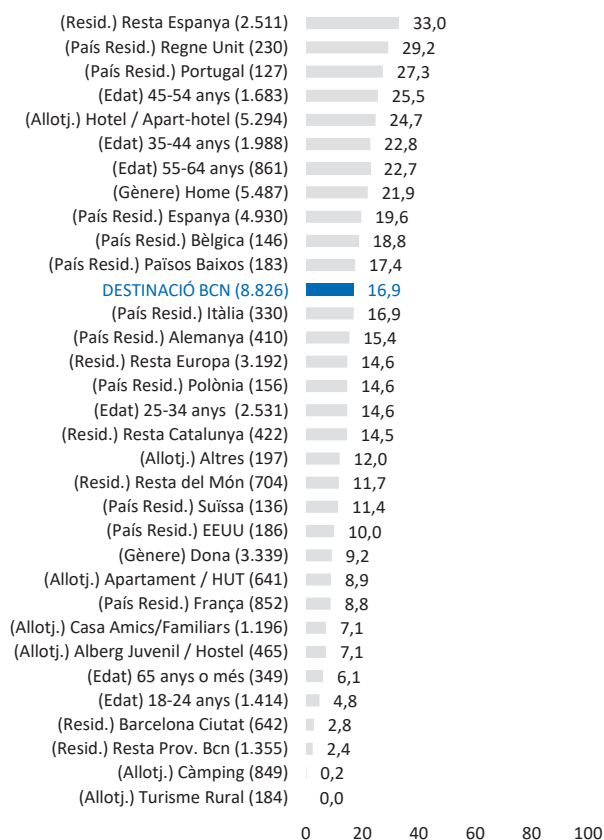 (Resid.) Resta Espanya (2.511) 33,0
(País Resid.) Regne Unit (230) 29,2
(País Resid.) Portugal (127) 27,3
(Edat) 45-54 anys (1.683) 25,5
(Allotj.) Hotel / Apart-hotel (5.294) 24,7
(Edat) 35-44 anys (1.988) 22,8
(Edat) 55-64 anys (861) 22,7
(Gènere) Home (5.487) 21,9
(País Resid.) Espanya (4.930) 19,6
(País Resid.) Bèlgica (146) 18,8
(País Resid.) Països Baixos (183) 17,4
DESTINACIÓ BCN (8.826) 16,9
(País Resid.) Itàlia (330) 16,9
(País Resid.) Alemanya (410) 15,4
(Resid.) Resta Europa (3.192) 14,6
(País Resid.) Polònia (156) 14,6
(Edat) 25-34 anys (2.531) 14,6
(Resid.) Resta Catalunya (422) 14,5
(Allotj.) Altres (197) 12,0
(Resid.) Resta del Món (704) 11,7
(País Resid.) Suïssa (136) 11,4
(País Resid.) EEUU (186) 10,0
(Gènere) Dona (3.339) 9,2
(Allotj.) Apartament / HUT (641) 8,9
(País Resid.) França (852) 8,8
(Allotj.) Casa Amics/Familiars (1.196) 7,1
(Allotj.) Alberg Juvenil / Hostel (465) 7,1
(Edat) 65 anys o més (349) 6,1
(Edat) 18-24 anys (1.414) 4,8
(Resid.) Barcelona Ciutat (642) 2,8
(Resid.) Resta Prov. Bcn (1.355) 2,4
(Allotj.) Càmping (849) 0,2
(Allotj.) Turisme Rural (184) 0,0
0 20 40 60 80 100